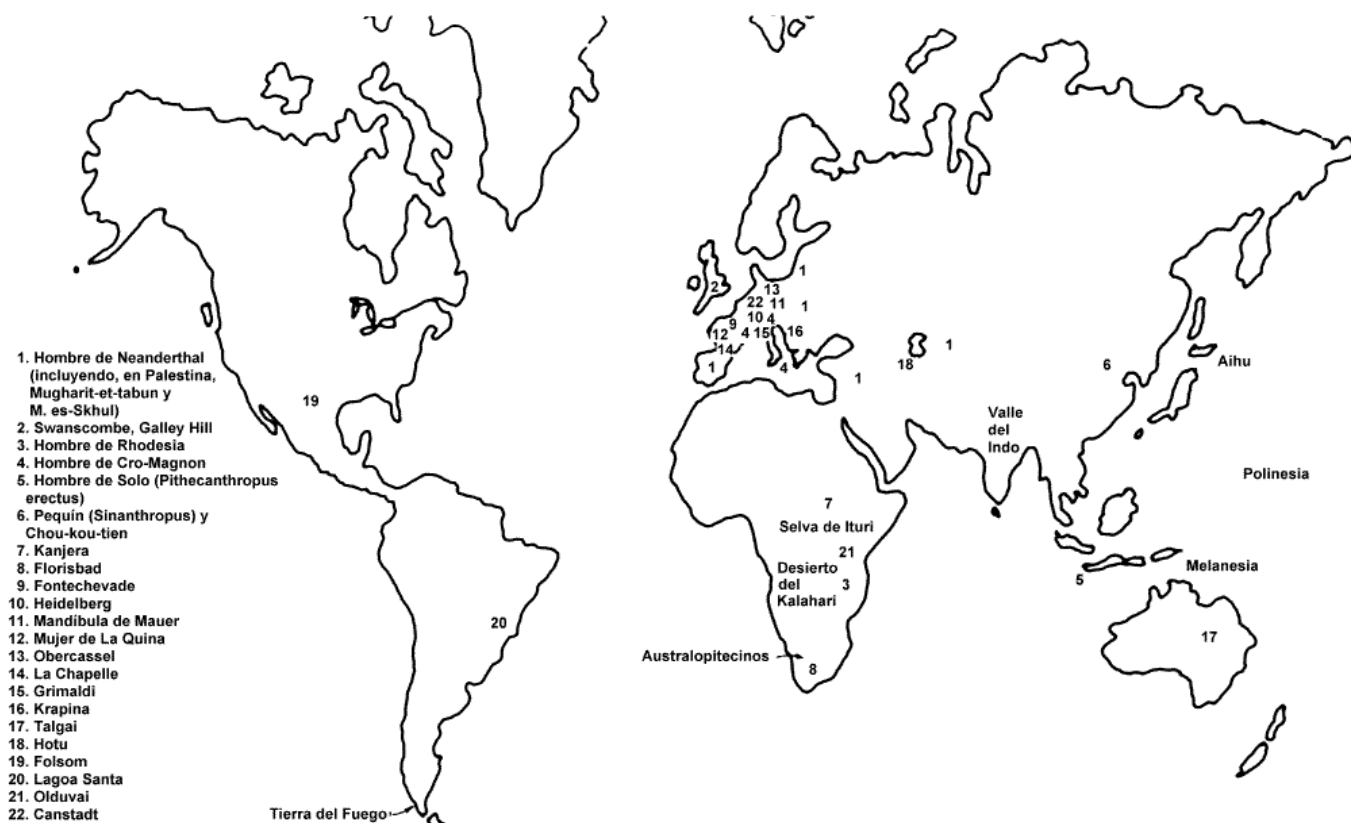 1. Hombre de Neanderthal
(incluyendo, en Palestina,
Mugharit-et-tabun y
M. es-Skhul)
2. Swanscombe, Galley Hill
3. Hombre de Rhodesia
4. Hombre de Cro-Magnon
5. Hombre de Solo (Pithecanthropus
erectus)
6. Pequín (Sinanthropus) y
Chou-kou-tien
7. Kanjera
8. Florisbad
9. Fontechevade
10. Heidelberg
11. Mandíbula de Mauer
12. Mujer de La Quina
13. Obercassel
14. La Chapelle
15. Grimaldi
16. Krapina
17. Talgai
18. Hotu
19. Folsom
20. Lagoa Santa
21. Olduvai
22. Canstadt
19
20
Tierra del Fuego
1
2
13
22 11 1
10 4
9
12 4 15 16
14
1 4
1
18 1
6
Aihu
Valle
del
Indo
Polinesia
7
Selva de Ituri
21
Desierto
del
Kalahari
3
5
Melanesia
17
Australopitecinos
8